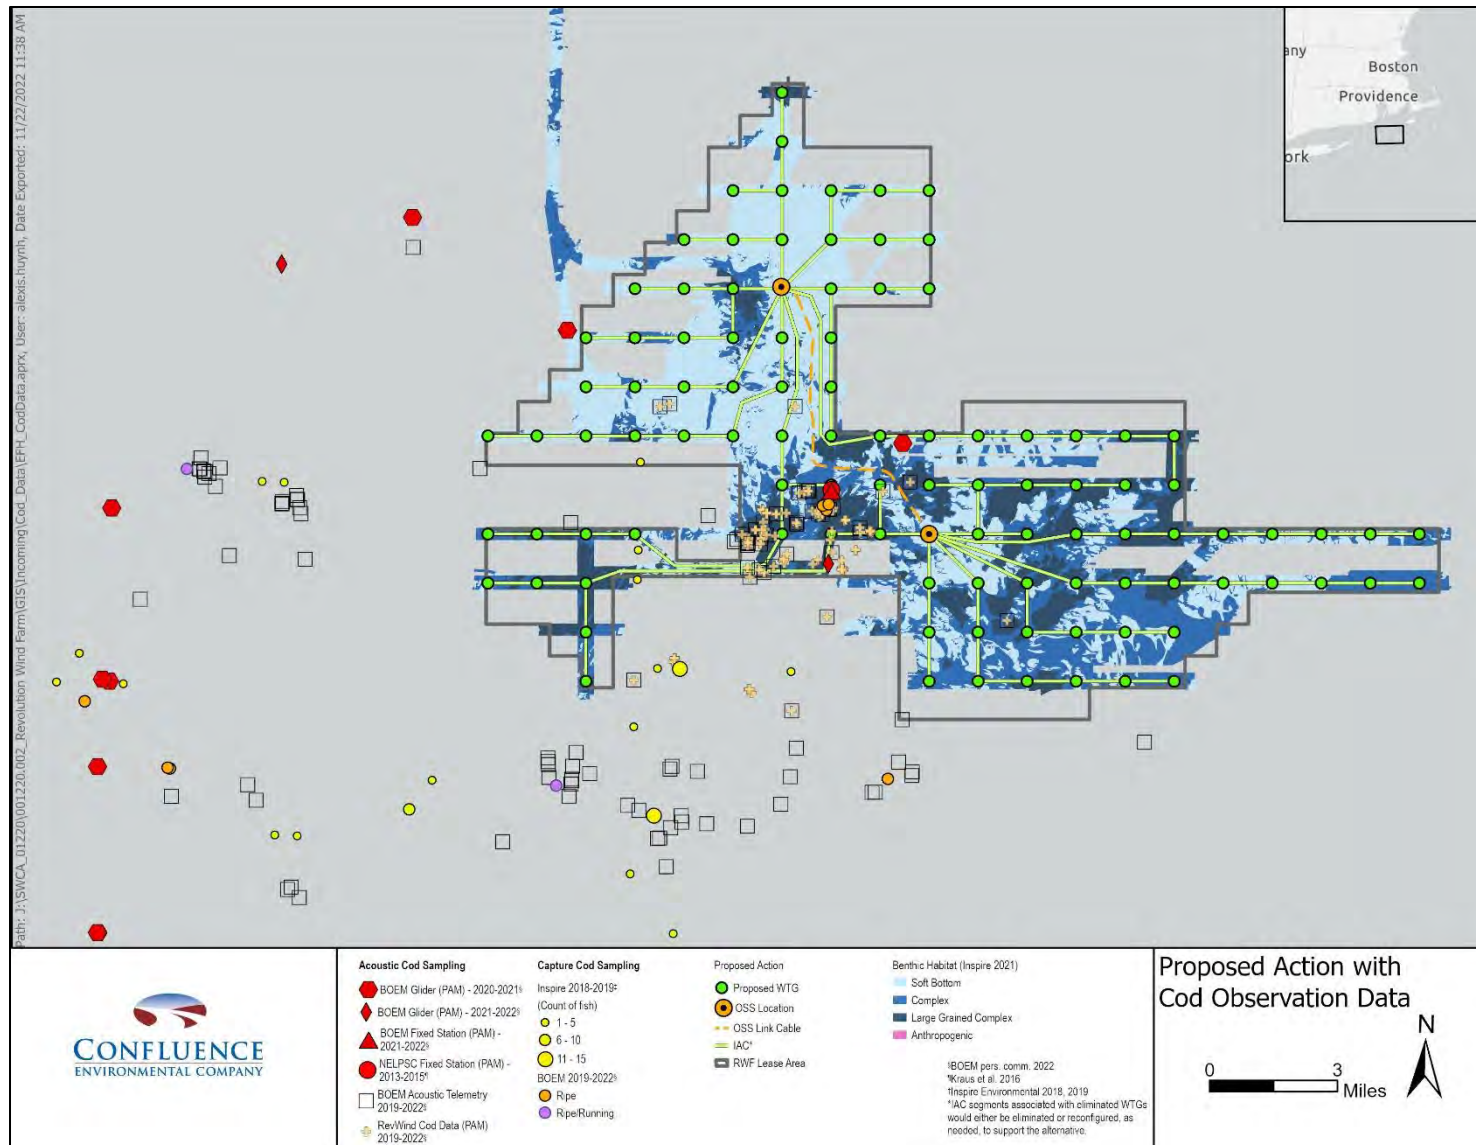 Path: J:\SWCA_01220\001220.002_Revolution Wind Farm\GIS\Incoming\Cod_Data\EFH_CodData.aprx, User: alexis.huynh, Date Exported: 11/22/2022 11:38 AM
any
Boston
Providence
ork
CONFLUENCE
ENVIRONMENTAL COMPANY
Acoustic Cod Sampling
BOEM Glider (PAM) - 2020-2021§
BOEM Glider (PAM) - 2021-2022§
BOEM Fixed Station (PAM) -
2021-2022§
NELPSC Fixed Station (PAM) -
2013-2015¶
BOEM Acoustic Telemetry
2019-2022§
RevWind Cod Data (PAM)
2019-2022§
Capture Cod Sampling
Inspire 2018-2019‡
(Count of fish)
1 - 5
6 - 10
11 - 15
BOEM 2019-2022§
Ripe
Ripe/Running
Proposed Action
Proposed WTG
OSS Location
OSS Link Cable
IAC*
RWF Lease Area
Benthic Habitat (Inspire 2021)
Soft Bottom
Complex
Large Grained Complex
Anthropogenic
§BOEM pers. comm. 2022
¶Kraus et al. 2016
‡Inspire Environmental 2018, 2019
*IAC segments associated with eliminated WTGs
would either be eliminated or reconfigured, as
needed, to support the alternative.
Proposed Action with
Cod Observation Data
N
0 3
Miles